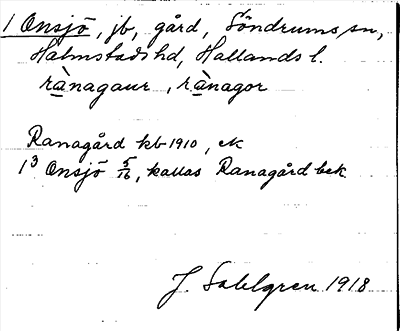 1 Onsjö, jb, gård, Söndrums sn,
Halmstads hd, Hallands l.
rànagaur, rànagor
Ranagård kb 1910, ek
1³ Onsjö 5/16, kallas Ranagård bek.
J. Sahlgren 1918